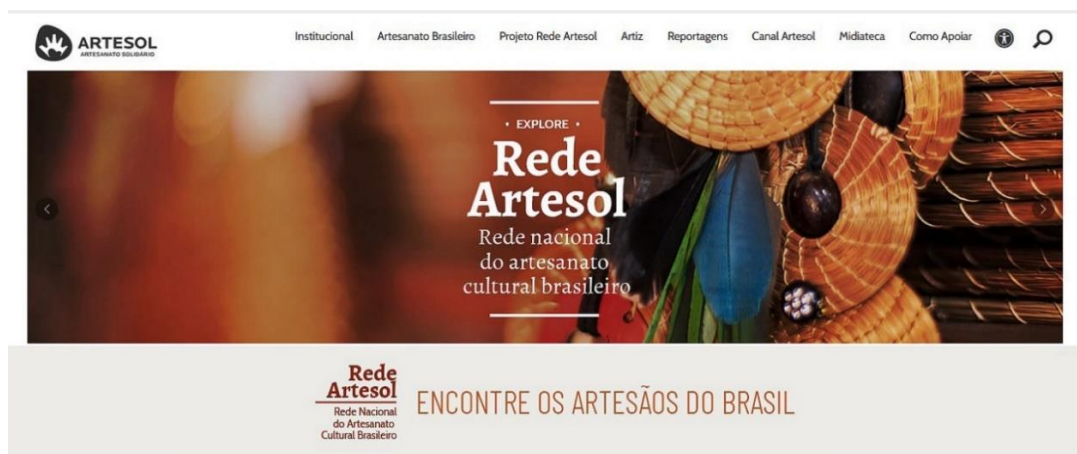 ARTESOL
ARTESANATO SOLIDÁRIO
Institucional Artesanato Brasileiro Projeto Rede Artesol Artiz Reportagens Canal Artesol Midiateca Como Apoiar
• EXPLORE •
Rede
Artesol
Rede nacional
do artesanato
cultural brasileiro
Rede
Artesol
Rede Nacional
do Artesanato
Cultural Brasileiro
ENCONTRE OS ARTESÃOS DO BRASIL